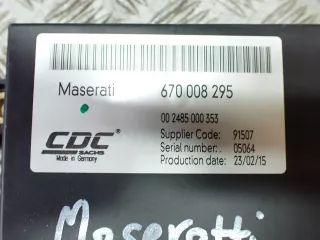 Maserati 670 008 295
00 2485 000 353
CDC® SACHS
Made in Germany
Supplier Code: 91507
Serial number: . 05064
Production date: 23/02/15
Maseratti